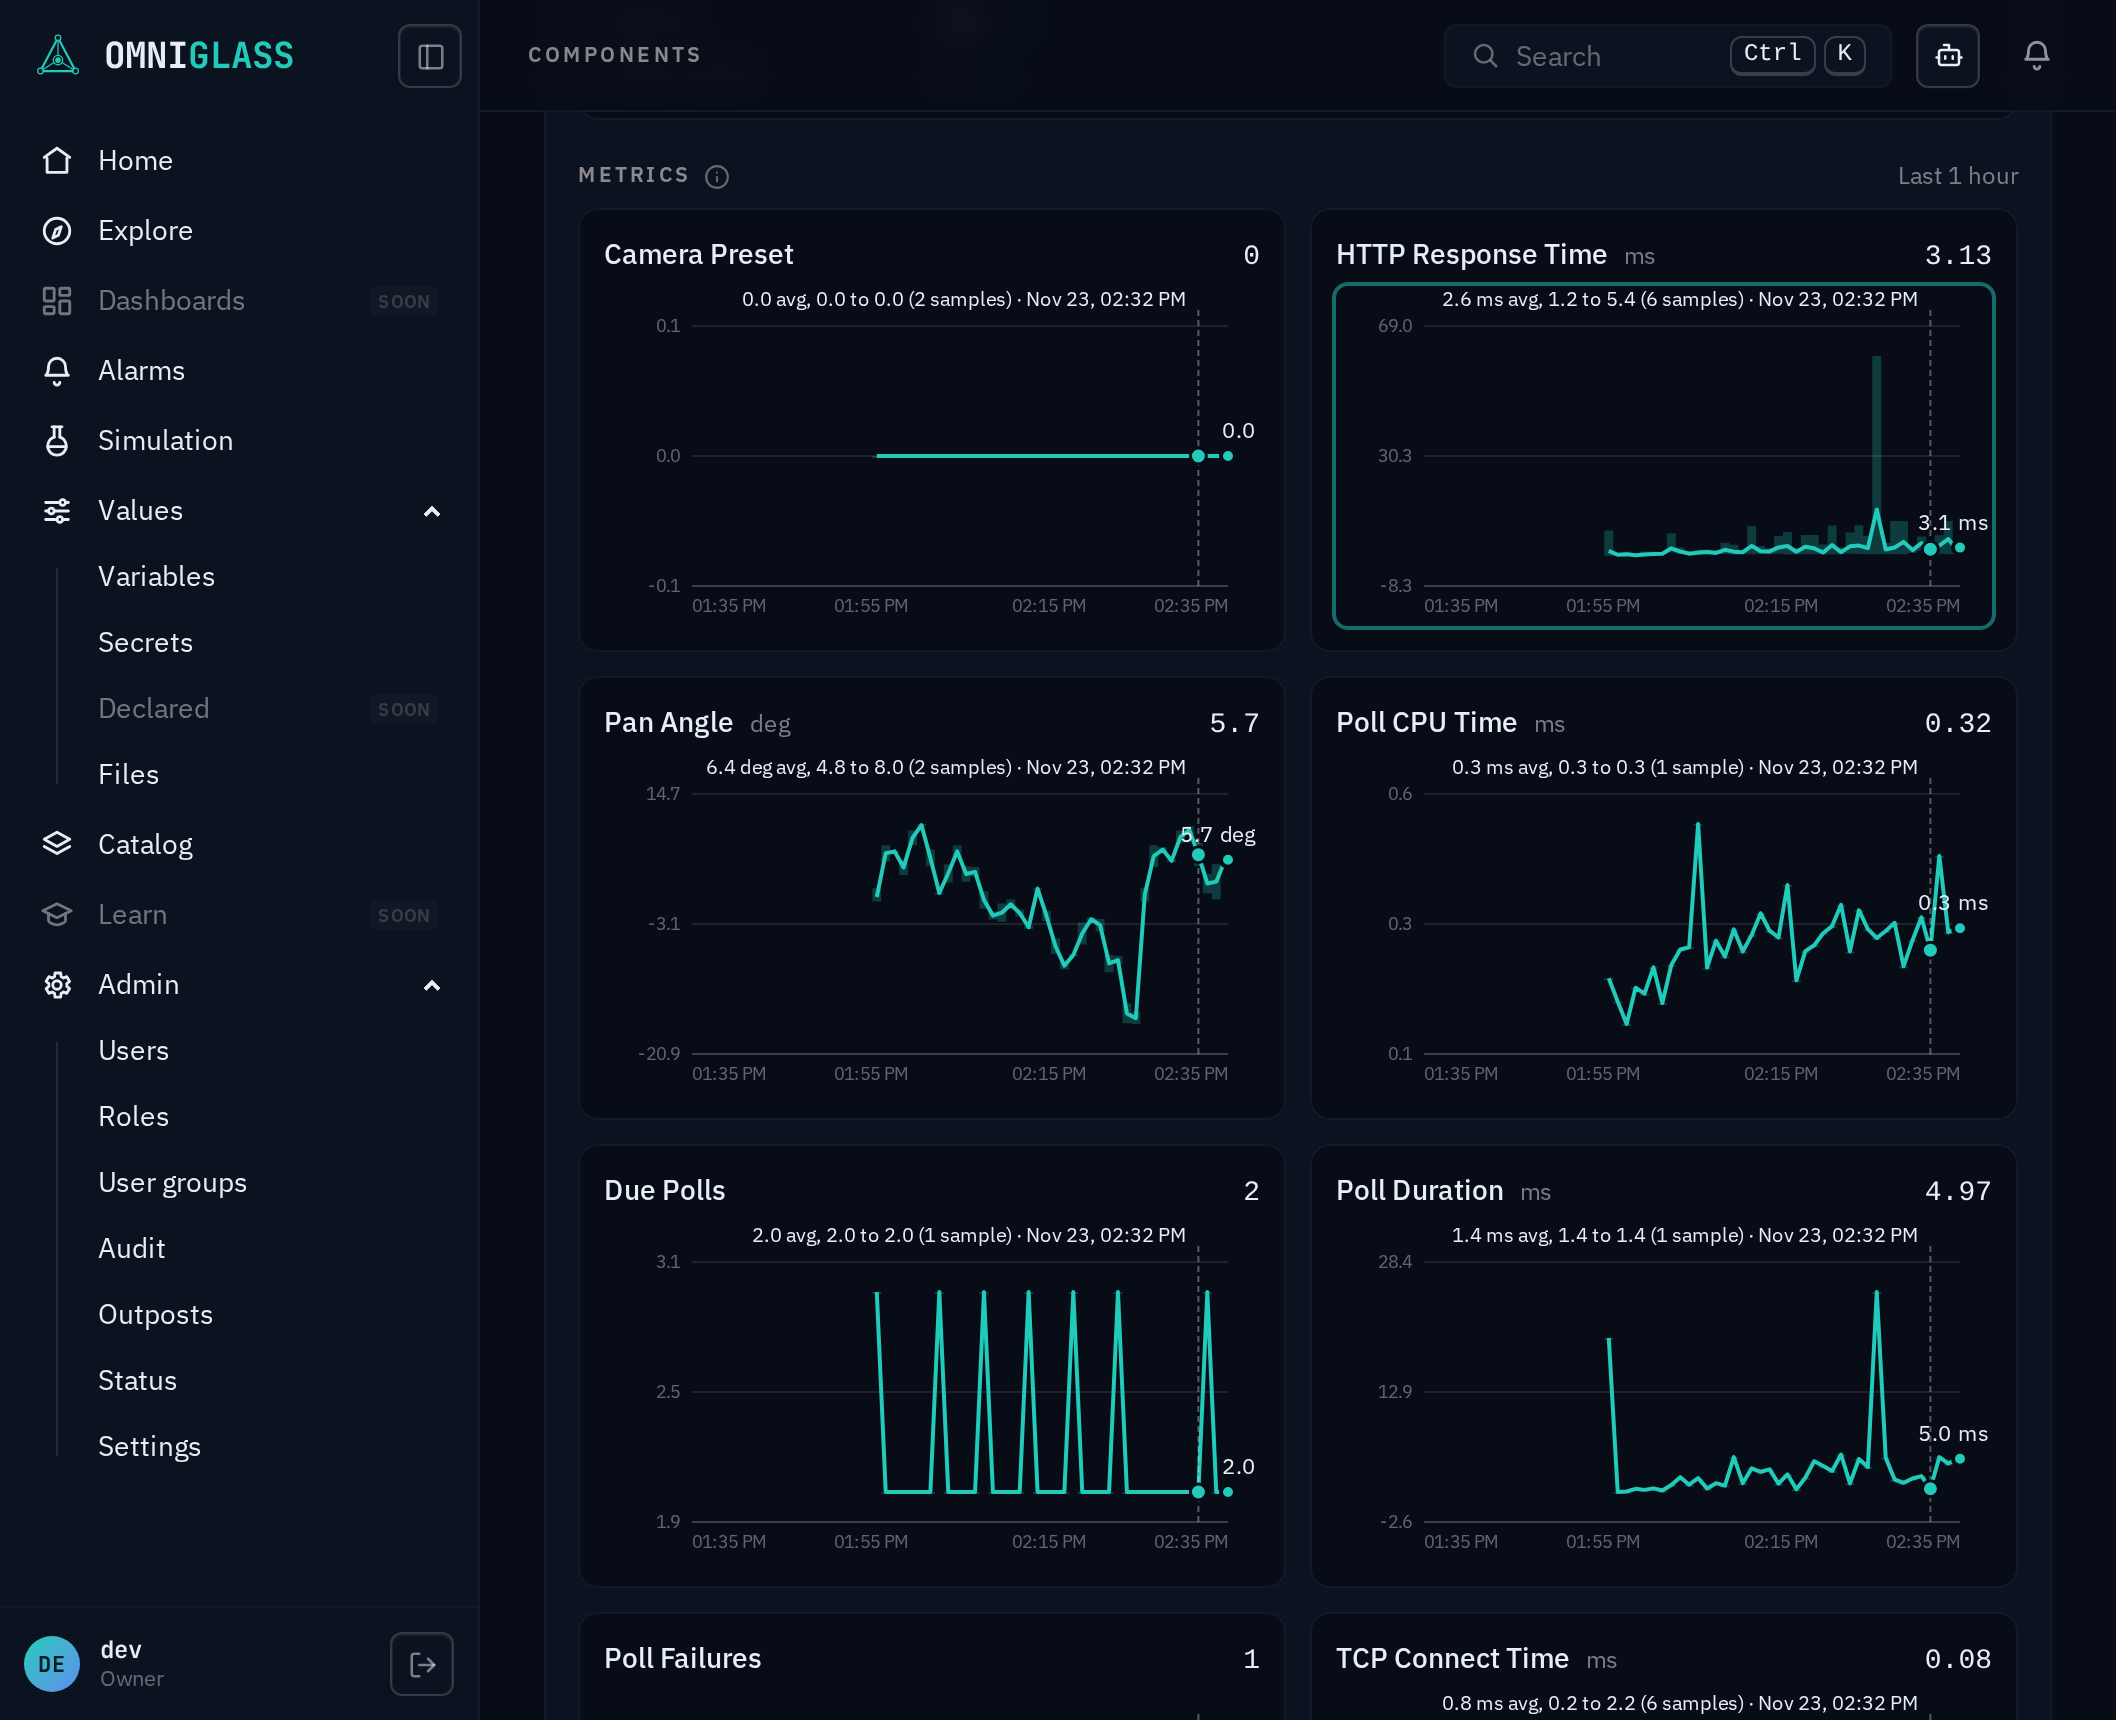 OMNIGLASS
COMPONENTS
Search
Ctrl K
Home
Explore
Dashboards SOON
Alarms
Simulation
Values
Variables
Secrets
Declared SOON
Files
Catalog
Learn SOON
Admin
Users
Roles
User groups
Audit
Outposts
Status
Settings
DE
dev
Owner
METRICS
Last 1 hour
Camera Preset 0
0.0 avg, 0.0 to 0.0 (2 samples) · Nov 23, 02:32 PM
0.1
0.0
0.0
-0.1
01:35 PM 01:55 PM 02:15 PM 02:35 PM
HTTP Response Time ms 3.13
2.6 ms avg, 1.2 to 5.4 (6 samples) · Nov 23, 02:32 PM
69.0
30.3
3.1 ms
-8.3
01:35 PM 01:55 PM 02:15 PM 02:35 PM
Pan Angle deg 5.7
6.4 deg avg, 4.8 to 8.0 (2 samples) · Nov 23, 02:32 PM
14.7
5.7 deg
-3.1
-20.9
01:35 PM 01:55 PM 02:15 PM 02:35 PM
Poll CPU Time ms 0.32
0.3 ms avg, 0.3 to 0.3 (1 sample) · Nov 23, 02:32 PM
0.6
0.3 ms
0.3
0.1
01:35 PM 01:55 PM 02:15 PM 02:35 PM
Due Polls 2
2.0 avg, 2.0 to 2.0 (1 sample) · Nov 23, 02:32 PM
3.1
2.5
2.0
1.9
01:35 PM 01:55 PM 02:15 PM 02:35 PM
Poll Duration ms 4.97
1.4 ms avg, 1.4 to 1.4 (1 sample) · Nov 23, 02:32 PM
28.4
12.9
5.0 ms
-2.6
01:35 PM 01:55 PM 02:15 PM 02:35 PM
Poll Failures 1
TCP Connect Time ms 0.08
0.8 ms avg, 0.2 to 2.2 (6 samples) · Nov 23, 02:32 PM